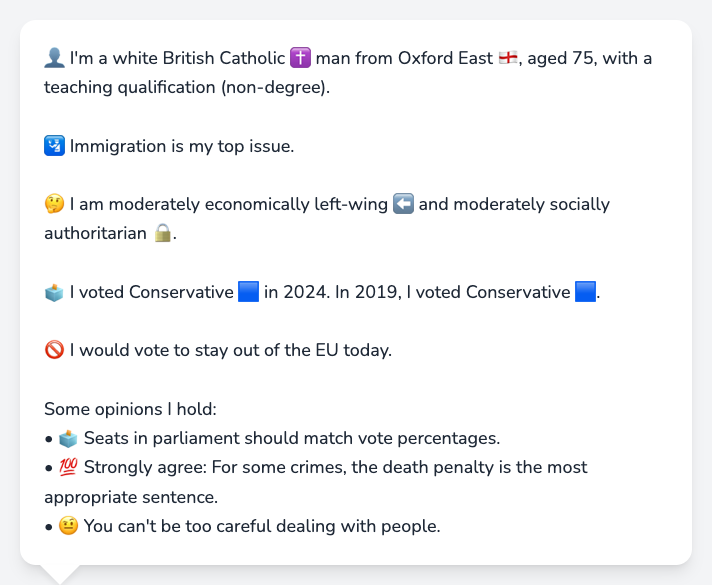 👤 I'm a white British Catholic ✝️ man from Oxford East 🏴󠁧󠁢󠁥󠁮󠁧󠁿, aged 75, with a
teaching qualification (non-degree).
🛂 Immigration is my top issue.
🤔 I am moderately economically left-wing ⬅️ and moderately socially
authoritarian 🔒.
🗳️ I voted Conservative 🟦 in 2024. In 2019, I voted Conservative 🟦.
🚫 I would vote to stay out of the EU today.
Some opinions I hold:
• 🗳️ Seats in parliament should match vote percentages.
• 💯 Strongly agree: For some crimes, the death penalty is the most
appropriate sentence.
• 🤨 You can't be too careful dealing with people.